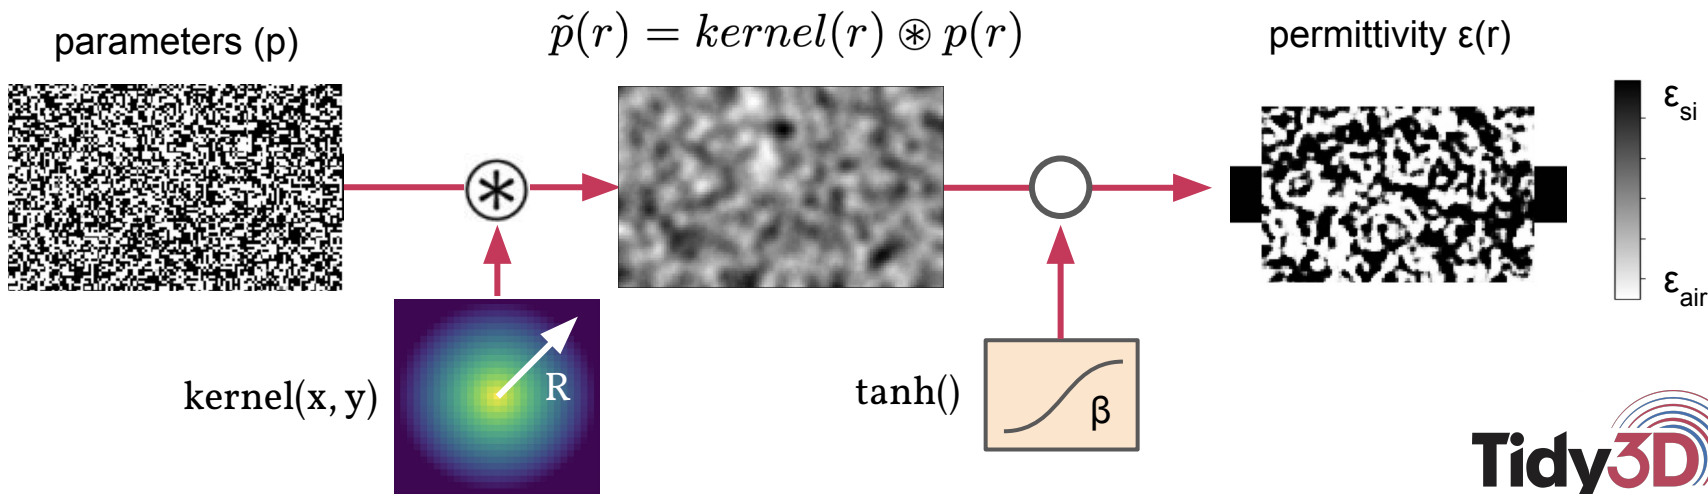 parameters (p)
p̃(r) = kernel(r) ⊛ p(r)
permittivity ε(r)
ε_si
ε_air
kernel(x, y)
R
tanh()
β
Tidy3D